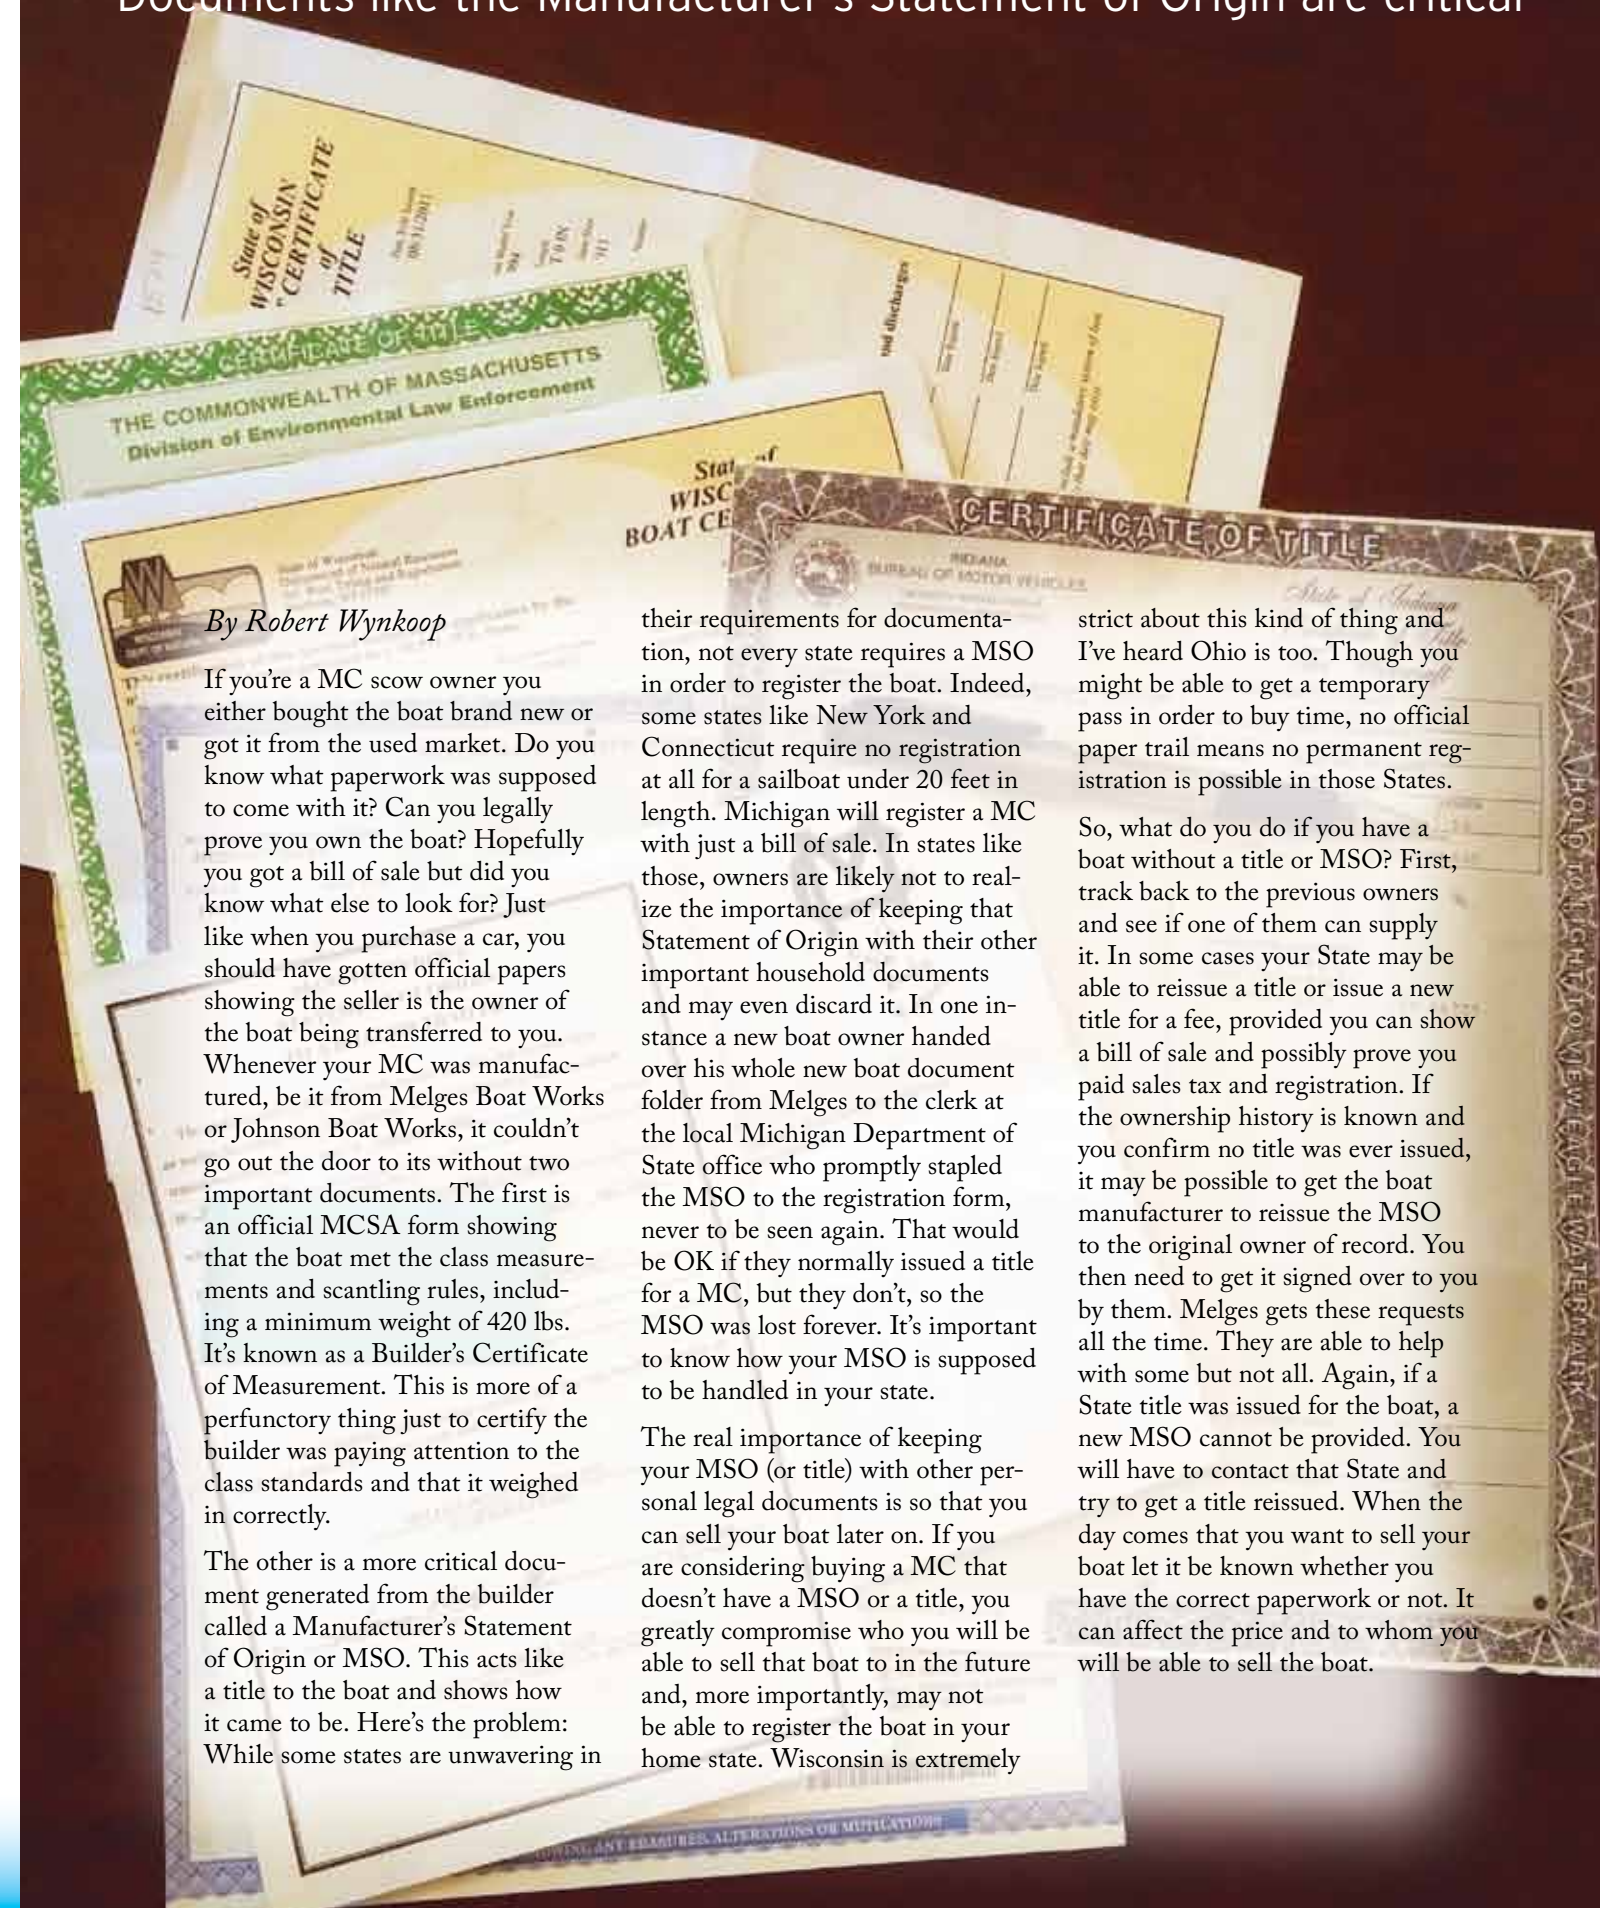 Documents like the Manufacturer's Statement of Origin are critical
State of
WISCONSIN
CERTIFICATE
of
TITLE
08/31/2011
and discharges
CERTIFICATE OF TITLE
THE COMMONWEALTH OF MASSACHUSETTS
Division of Environmental Law Enforcement
State of
WISC
BOAT CE
State of Wisconsin
CERTIFICATE OF TITLE
INDIANA
BUREAU OF MOTOR VEHICLES
State of Indiana
HOLD TO LIGHT TO VIEW EAGLE WATERMARK
By Robert Wynkoop
If you're a MC scow owner you
either bought the boat brand new or
got it from the used market. Do you
know what paperwork was supposed
to come with it? Can you legally
prove you own the boat? Hopefully
you got a bill of sale but did you
know what else to look for? Just
like when you purchase a car, you
should have gotten official papers
showing the seller is the owner of
the boat being transferred to you.
Whenever your MC was manufac-
tured, be it from Melges Boat Works
or Johnson Boat Works, it couldn't
go out the door to its without two
important documents. The first is
an official MCSA form showing
that the boat met the class measure-
ments and scantling rules, includ-
ing a minimum weight of 420 lbs.
It's known as a Builder's Certificate
of Measurement. This is more of a
perfunctory thing just to certify the
builder was paying attention to the
class standards and that it weighed
in correctly.
The other is a more critical docu-
ment generated from the builder
called a Manufacturer's Statement
of Origin or MSO. This acts like
a title to the boat and shows how
it came to be. Here's the problem:
While some states are unwavering in
their requirements for documenta-
tion, not every state requires a MSO
in order to register the boat. Indeed,
some states like New York and
Connecticut require no registration
at all for a sailboat under 20 feet in
length. Michigan will register a MC
with just a bill of sale. In states like
those, owners are likely not to real-
ize the importance of keeping that
Statement of Origin with their other
important household documents
and may even discard it. In one in-
stance a new boat owner handed
over his whole new boat document
folder from Melges to the clerk at
the local Michigan Department of
State office who promptly stapled
the MSO to the registration form,
never to be seen again. That would
be OK if they normally issued a title
for a MC, but they don't, so the
MSO was lost forever. It's important
to know how your MSO is supposed
to be handled in your state.
The real importance of keeping
your MSO (or title) with other per-
sonal legal documents is so that you
can sell your boat later on. If you
are considering buying a MC that
doesn't have a MSO or a title, you
greatly compromise who you will be
able to sell that boat to in the future
and, more importantly, may not
be able to register the boat in your
home state. Wisconsin is extremely
strict about this kind of thing and
I've heard Ohio is too. Though you
might be able to get a temporary
pass in order to buy time, no official
paper trail means no permanent reg-
istration is possible in those States.
So, what do you do if you have a
boat without a title or MSO? First,
track back to the previous owners
and see if one of them can supply
it. In some cases your State may be
able to reissue a title or issue a new
title for a fee, provided you can show
a bill of sale and possibly prove you
paid sales tax and registration. If
the ownership history is known and
you confirm no title was ever issued,
it may be possible to get the boat
manufacturer to reissue the MSO
to the original owner of record. You
then need to get it signed over to you
by them. Melges gets these requests
all the time. They are able to help
with some but not all. Again, if a
State title was issued for the boat, a
new MSO cannot be provided. You
will have to contact that State and
try to get a title reissued. When the
day comes that you want to sell your
boat let it be known whether you
have the correct paperwork or not. It
can affect the price and to whom you
will be able to sell the boat.
ANY ERASURES, ALTERATIONS OR MUTILATIONS